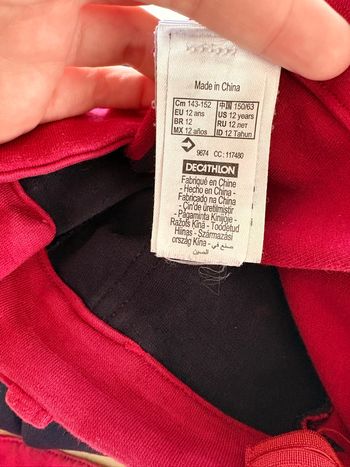 Made in China
Cm 143-152 中国 150/63
EU 12 ans US 12 years
BR 12 RU 12 лет
MX 12 años ID 12 Tahun
9674 CC: 117480
DECATHLON
Fabriqué en Chine
- Hecho en China -
Fabricado na China
- Çin'de üretilmiştir
- Pagaminta Kinijoje -
Ražots Ķīnā - Toodetud
Hiinas - Származási
ország Kína - صنع في
الصين